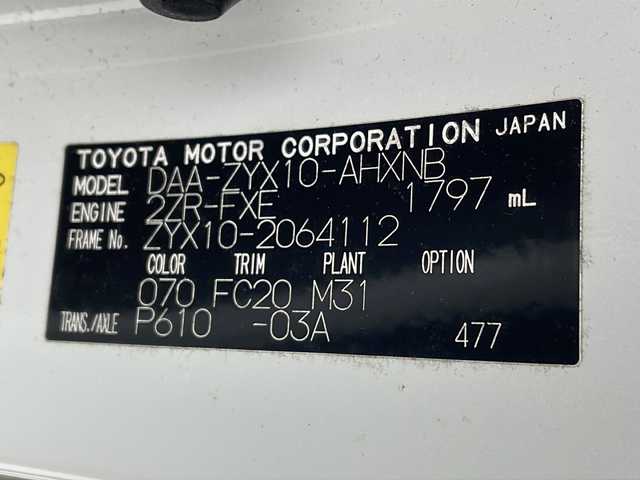 TOYOTA MOTOR CORPORATION JAPAN
MODEL DAA-ZYX10-AHXNB
ENGINE 2ZR-FXE 1797 mL
FRAME No. ZYX10-2064112
COLOR TRIM PLANT OPTION
070 FC20 M31
TRANS./AXLE P610 -03A 477